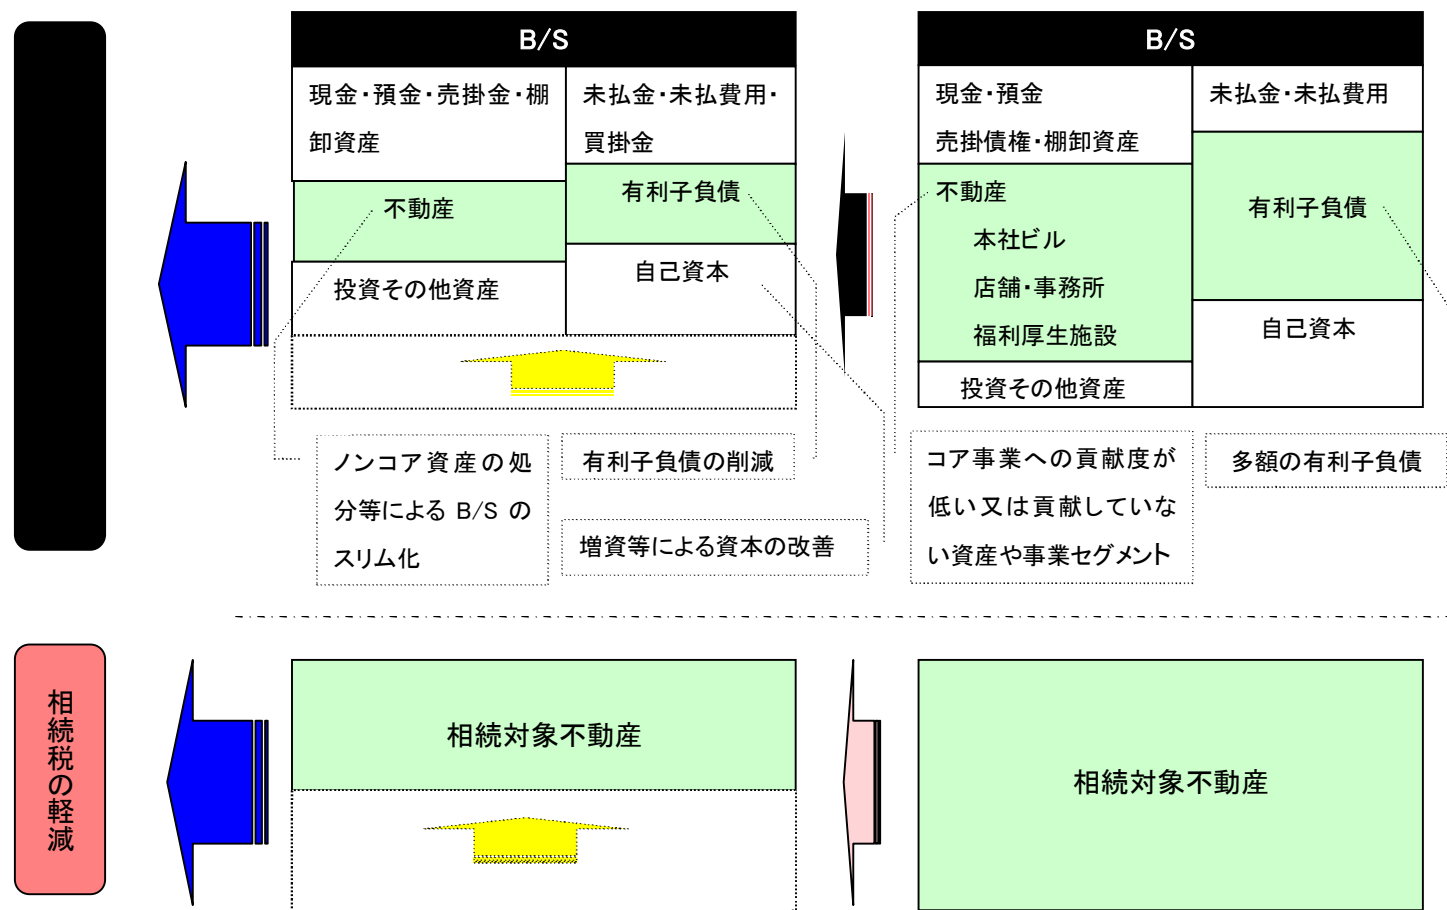 B/S
現金・預金・売掛金・棚
卸資産
未払金・未払費用・
買掛金
不動産
有利子負債
投資その他資産
自己資本
ノンコア資産の処
分等による B/S の
スリム化
有利子負債の削減
増資等による資本の改善
B/S
現金・預金
売掛債権・棚卸資産
未払金・未払費用
不動産
本社ビル
店舗・事務所
福利厚生施設
有利子負債
投資その他資産
自己資本
コア事業への貢献度が
低い又は貢献していな
い資産や事業セグメント
多額の有利子負債
相続税の軽減
相続対象不動産
相続対象不動産